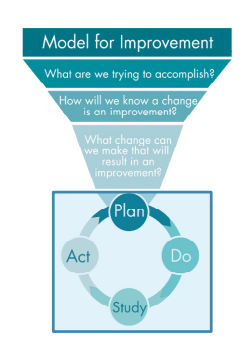 Model for Improvement
What are we trying to accomplish?
How will we know a change
is an improvement?
What change can
we make that will
result in an
improvement?
Plan
Act
Do
Study